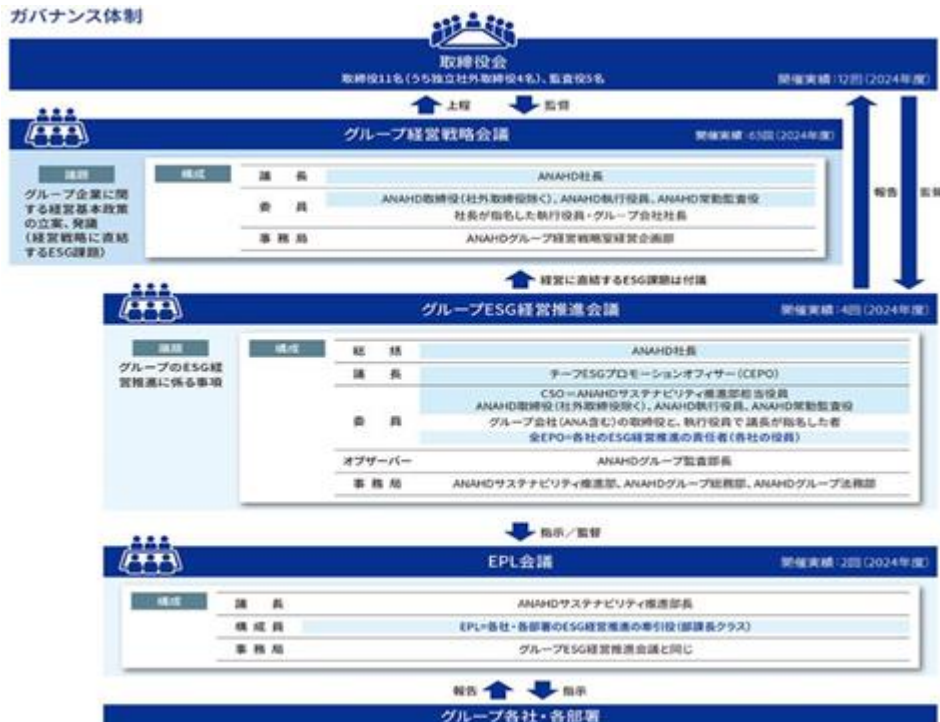 ガバナンス体制
取締役会
取締役11名(うち独立社外取締役4名)、監査役5名
開催実績:12回(2024年度)
上程
監督
グループ経営戦略会議
開催実績:63回(2024年度)
議題
グループ企業に関
する経営基本政策
の立案、発議
(経営戦略に直結
するESG課題)
構成
議長
ANAHD社長
委員
ANAHD取締役(社外取締役除く)、ANAHD執行役員、ANAHD常勤監査役
社長が指名した執行役員・グループ会社社長
事務局
ANAHDグループ経営戦略室経営企画部
報告
監督
経営に直結するESG課題は付議
グループESG経営推進会議
開催実績:4回(2024年度)
議題
グループのESG経
営推進に係る事項
構成
総括
ANAHD社長
議長
チーフESGプロモーションオフィサー(CEPO)
委員
CSO=ANAHDサステナビリティ推進部担当役員
ANAHD取締役(社外取締役除く)、ANAHD執行役員、ANAHD常勤監査役
グループ会社(ANA含む)の取締役と、執行役員で議長が指名した者
全EPO=各社のESG経営推進の責任者(各社の役員)
オブザーバー
ANAHDグループ監査部長
事務局
ANAHDサステナビリティ推進部、ANAHDグループ総務部、ANAHDグループ法務部
指示/監督
EPL会議
開催実績:2回(2024年度)
構成
議長
ANAHDサステナビリティ推進部長
構成員
EPL=各社・各部署のESG経営推進の牽引役(部課長クラス)
事務局
グループESG経営推進会議と同じ
報告
指示
グループ各社・各部署